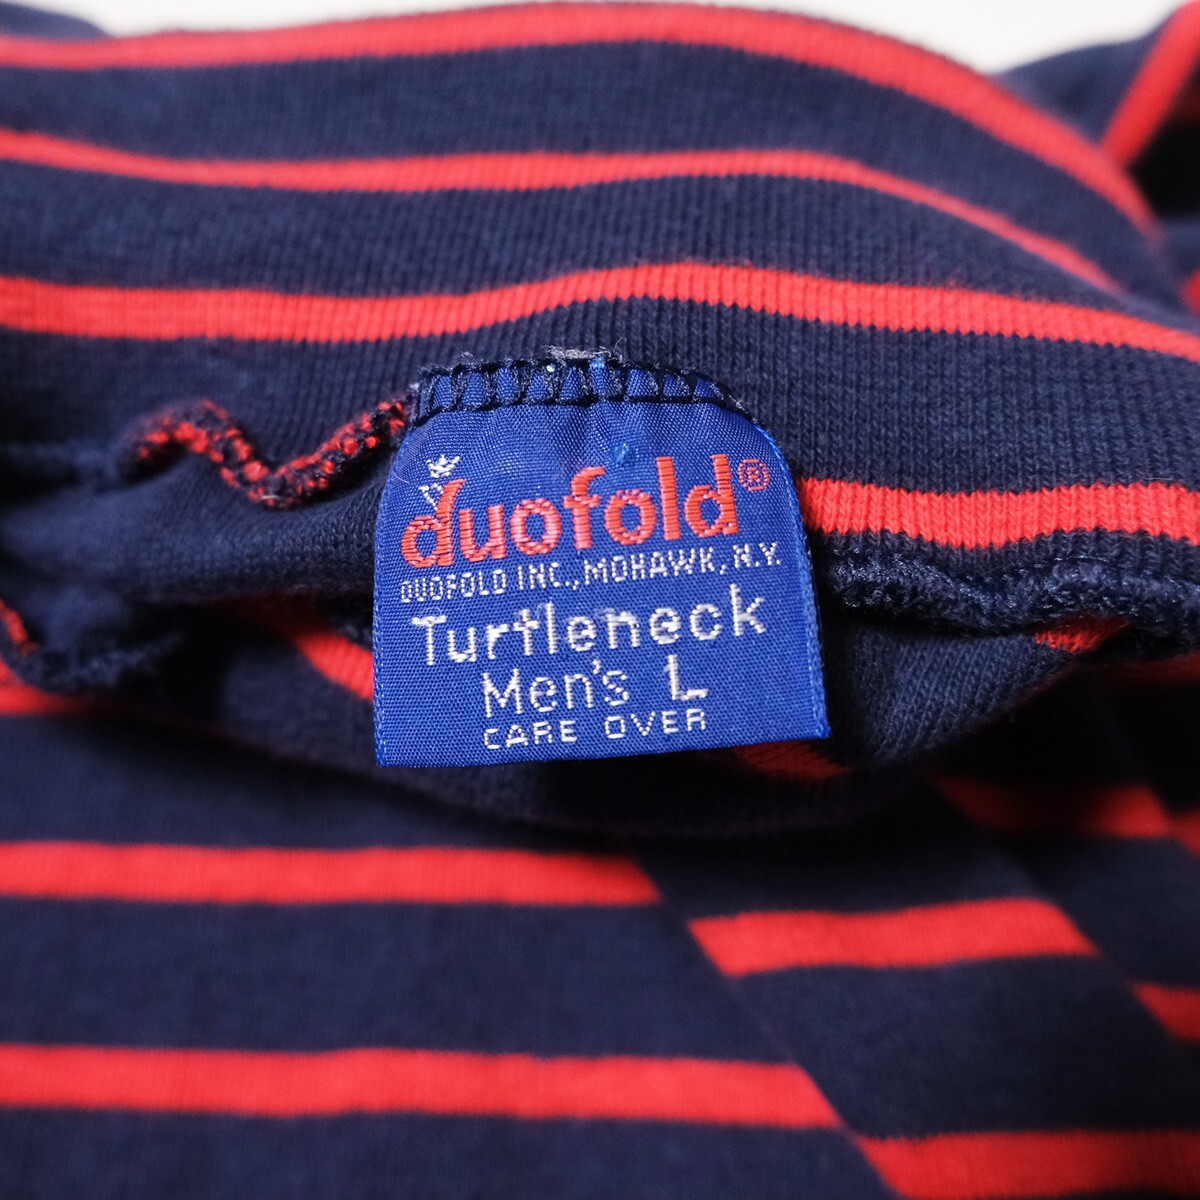 duofold®
DUOFOLD INC., MOHAWK, N.Y.
Turtleneck
Men's L
CARE OVER